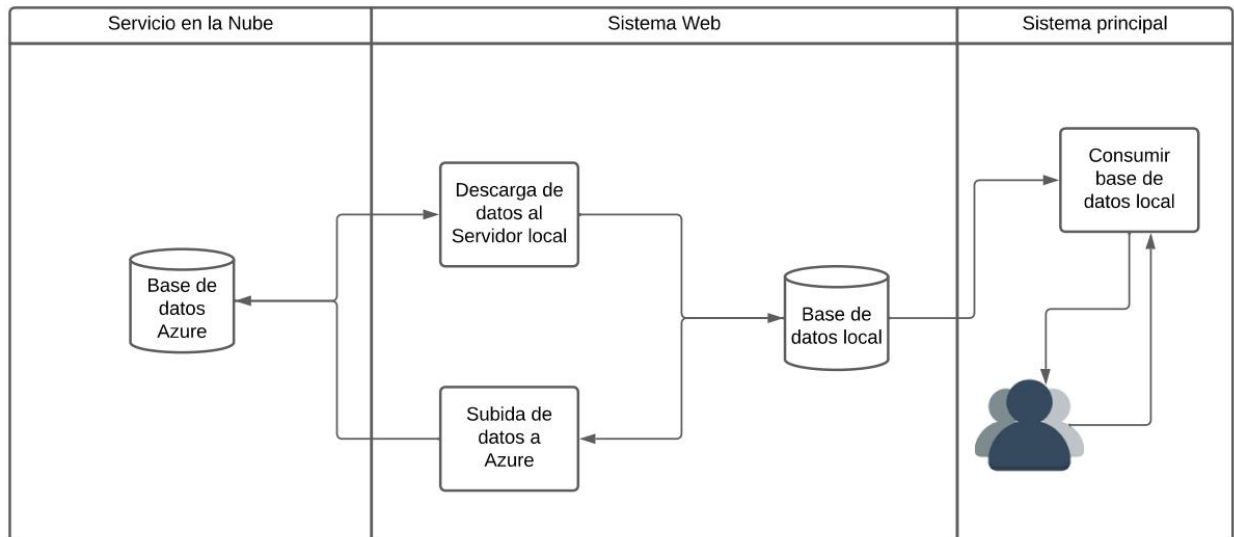 Servicio en la Nube
Sistema Web
Sistema principal
Descarga de
datos al
Servidor local
Base de
datos
Azure
Subida de
datos a
Azure
Base de
datos local
Consumir
base de
datos local